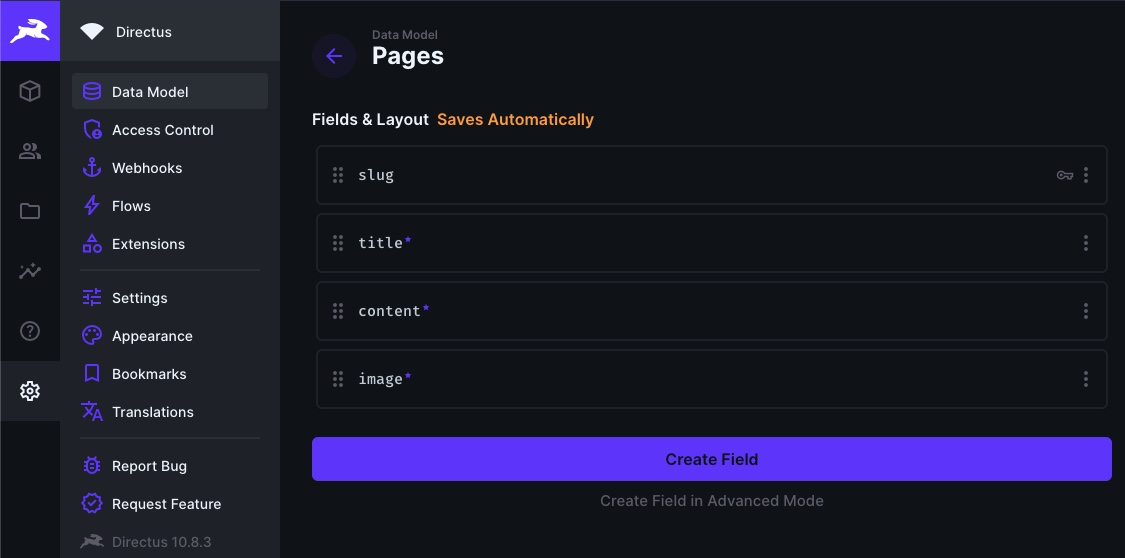 Directus
Data Model
Access Control
Webhooks
Flows
Extensions
Settings
Appearance
Bookmarks
Translations
Report Bug
Request Feature
Directus 10.8.3
Data Model
Pages
Fields & Layout Saves Automatically
slug
title*
content*
image*
Create Field
Create Field in Advanced Mode